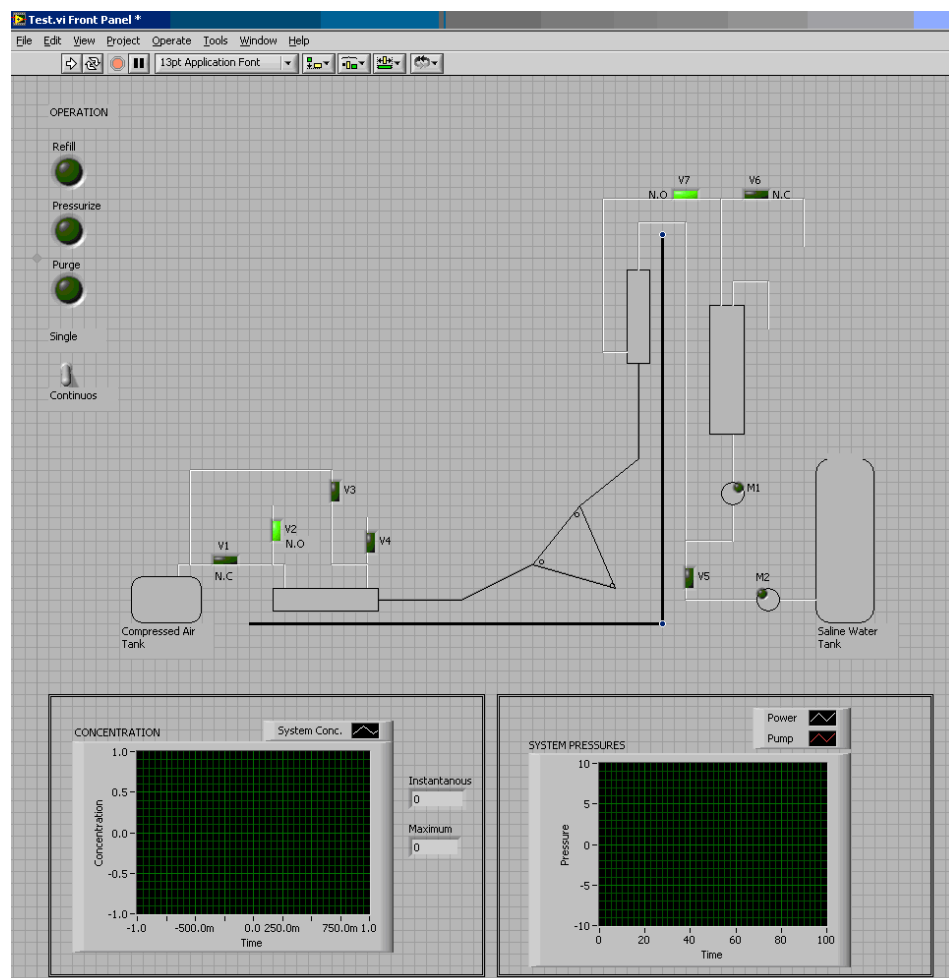 Test.vi Front Panel *
File Edit View Project Operate Tools Window Help
13pt Application Font
OPERATION
Refill
Pressurize
Purge
Single
Continuos
V7
V6
N.O
N.C
V3
V2
N.O
V4
V1
N.C
M1
V5
M2
Compressed Air
Tank
Saline Water
Tank
CONCENTRATION
System Conc.
1.0
0.5
0.0
-0.5
-1.0
Concentration
-1.0 -500.0m 0.0 250.0m 750.0m 1.0
Time
Instantanous
0
Maximum
0
SYSTEM PRESSURES
Power
Pump
10
5
0
-5
-10
Pressure
0 20 40 60 80 100
Time